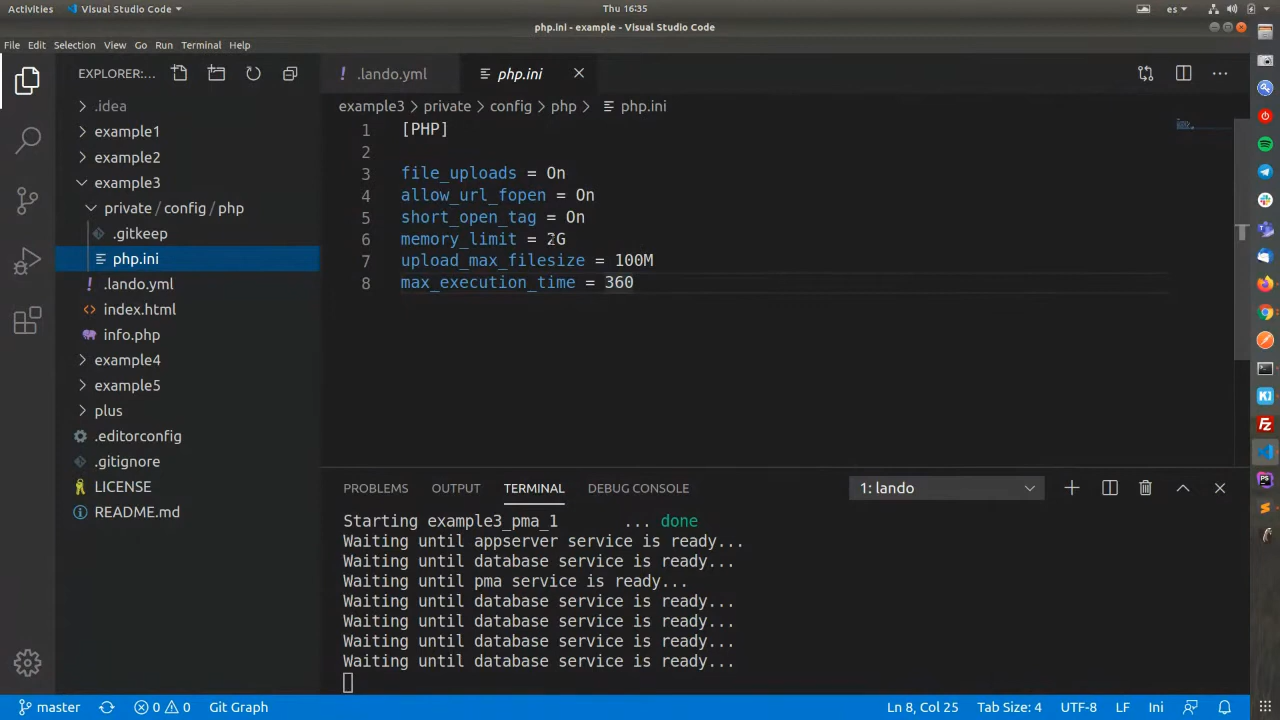 Activities
Visual Studio Code
Thu 16:35
es
php.ini - example - Visual Studio Code
File Edit Selection View Go Run Terminal Help
EXPLORER:...
.idea
example1
example2
example3
private / config / php
.gitkeep
php.ini
.lando.yml
index.html
info.php
example4
example5
plus
.editorconfig
.gitignore
LICENSE
README.md
! .lando.yml
php.ini
example3 > private > config > php > php.ini
1 [PHP]
2
3 file_uploads = On
4 allow_url_fopen = On
5 short_open_tag = On
6 memory_limit = 2G
7 upload_max_filesize = 100M
8 max_execution_time = 360
PROBLEMS OUTPUT TERMINAL DEBUG CONSOLE
1: lando
Starting example3_pma_1 ... done
Waiting until appserver service is ready...
Waiting until database service is ready...
Waiting until pma service is ready...
Waiting until database service is ready...
Waiting until database service is ready...
Waiting until database service is ready...
Waiting until database service is ready...
master
0
0
Git Graph
Ln 8, Col 25
Tab Size: 4
UTF-8
LF
Ini